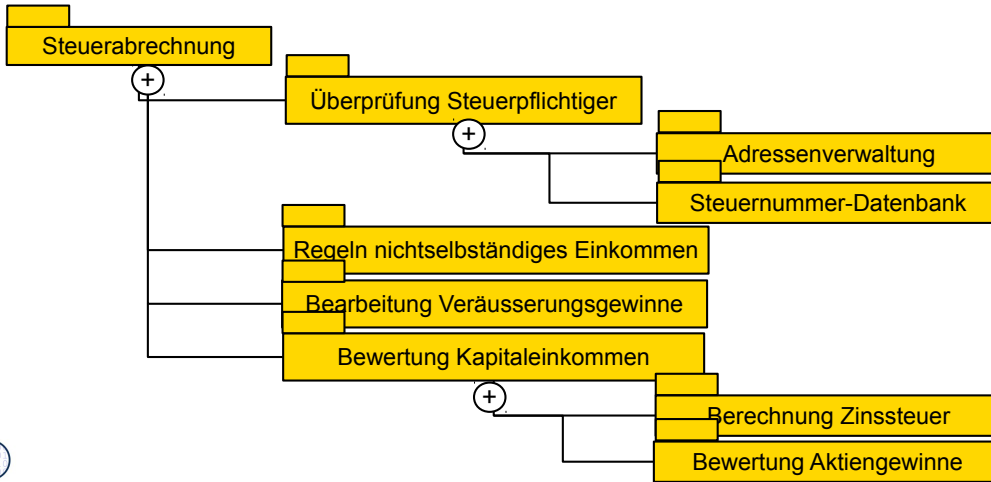 Steuerabrechnung
+
Überprüfung Steuerpflichtiger
+
Adressenverwaltung
Steuernummer-Datenbank
Regeln nichtselbständiges Einkommen
Bearbeitung Veräusserungsgewinne
Bewertung Kapitaleinkommen
+
Berechnung Zinssteuer
Bewertung Aktiengewinne